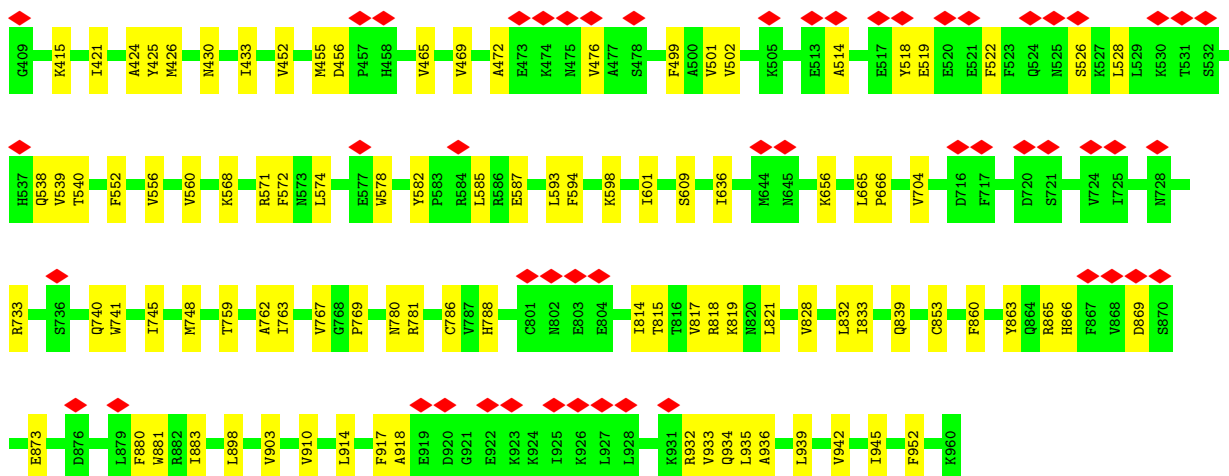 G409 K415 I421 A424 Y425 M426 N430 I433 V452 M455 D456 P457 H458 V465 V469 A472 E473 K474 N475 V476 A477 S478 F499 A500 V501 V502 K505 E513 A514 E517 Y518 E519 E520 E521 F522 F523 Q524 N525 S526 K527 L528 L529 K530 T531 S532
H537 Q538 V539 T540 F552 V556 V560 K568 R571 F572 N573 L574 E577 W578 Y582 P583 R584 L585 R586 E587 L593 F594 K598 I601 S609 I636 M644 N645 K656 L665 P666 V704 D716 F717 D720 S721 V724 I725 N728
R733 S736 Q740 W741 I745 M748 T759 A762 I763 V767 G768 P769 N780 R781 C786 V787 H788 C801 N802 E803 E804 I814 T815 T816 V817 R818 K819 N820 L821 V828 L832 I833 Q839 C853 F860 Y863 Q864 R865 H866 F867 V868 D869 S870
E873 D876 L879 F880 W881 R882 I883 L898 V903 V910 L914 F917 A918 E919 D920 G921 E922 K923 K924 I925 K926 L927 L928 K931 R932 V933 Q934 L935 A936 L939 V942 I945 F952 K960